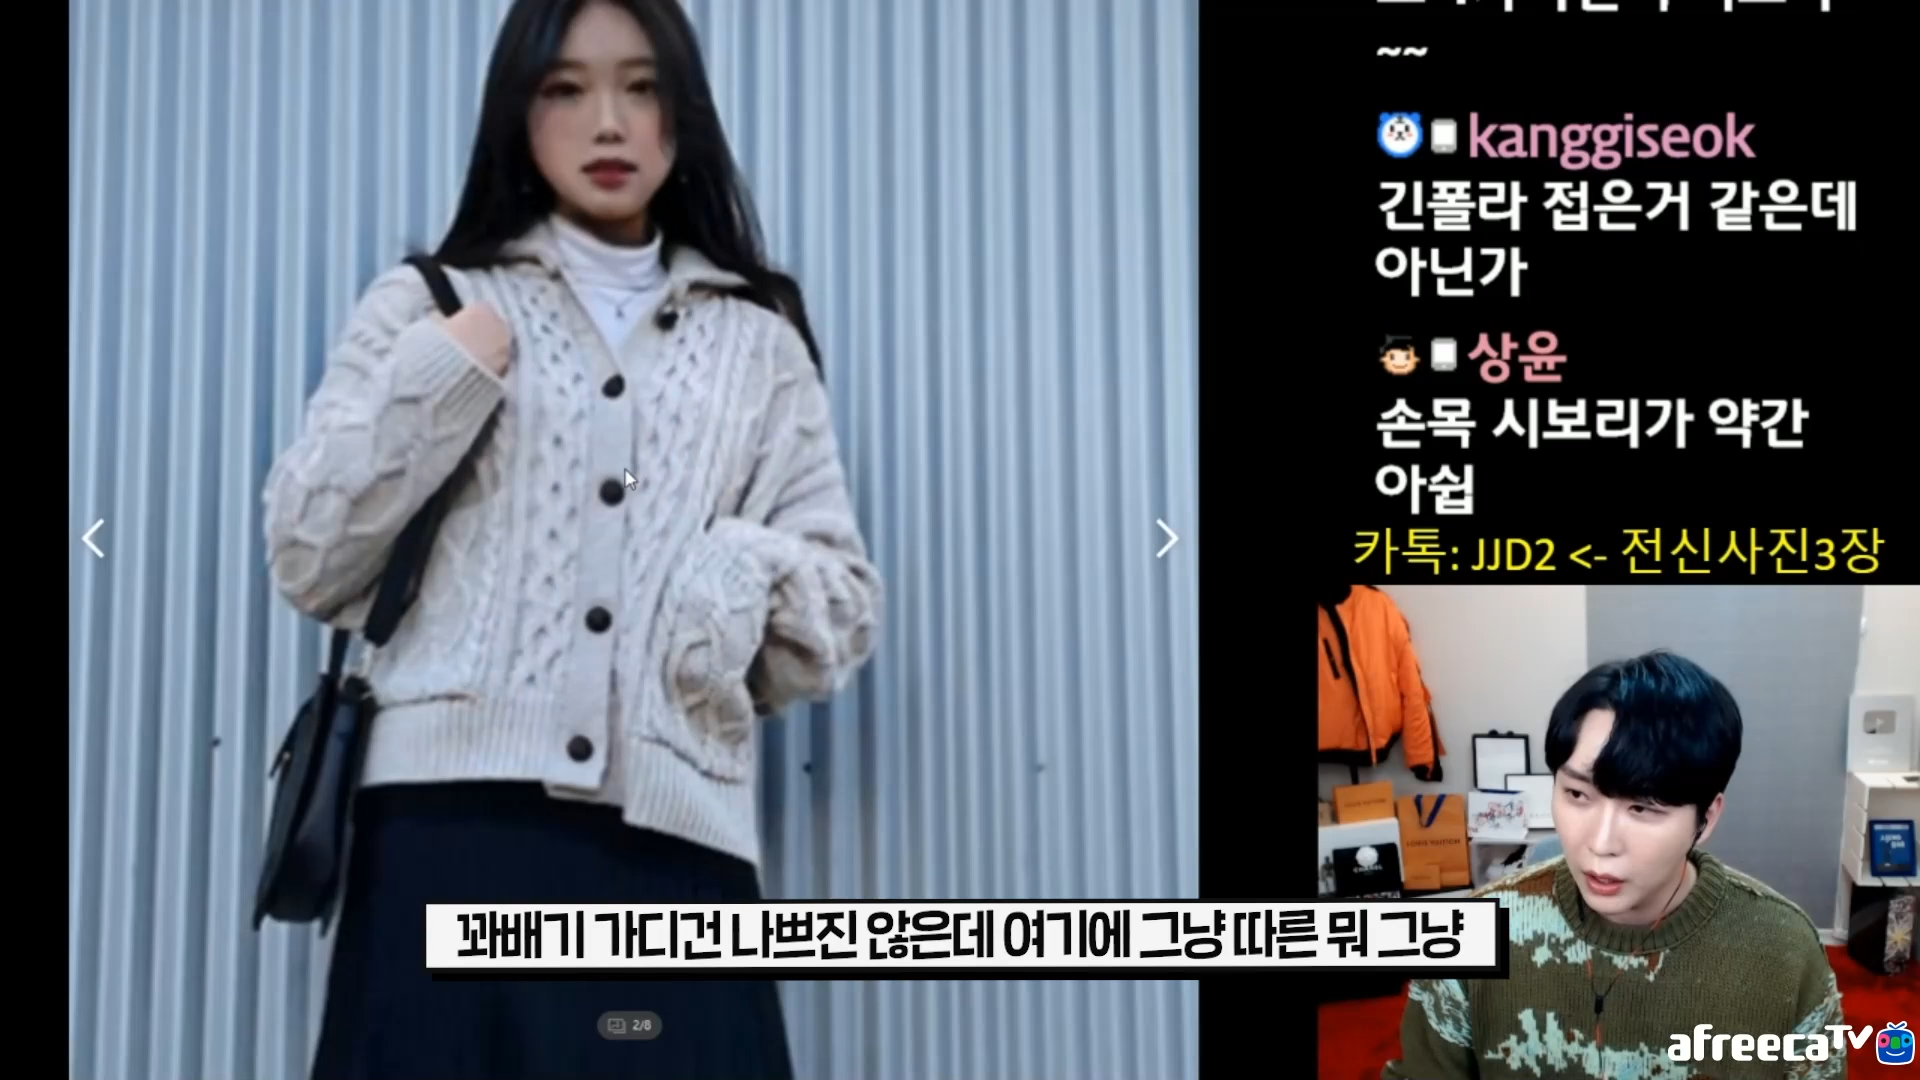 ~~
kanggiseok
긴폴라 접은거 같은데
아닌가
상윤
손목 시보리가 약간
아쉽
카톡: JJD2 <- 전신사진3장
LOUIS VUITTON
CHANEL
꽈배기 가디건 나쁘진 않은데 여기에 그냥 따른 뭐 그냥
2/8
afreecaTV